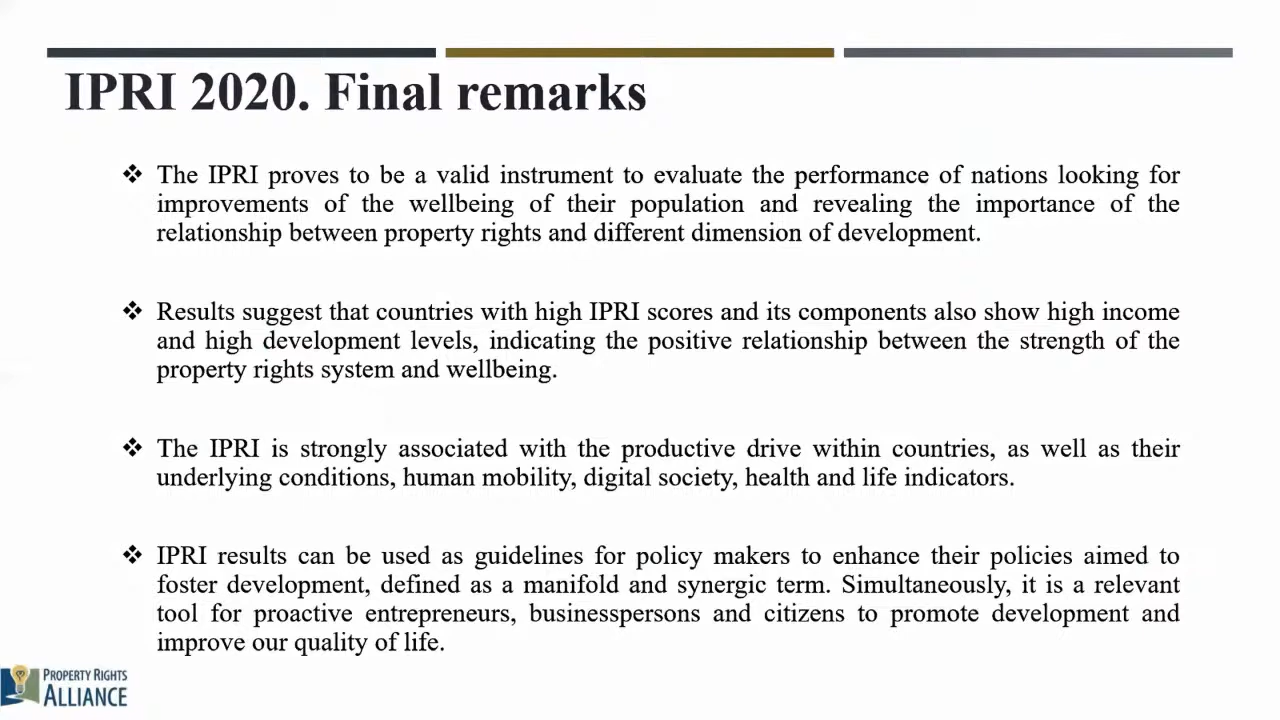 IPRI 2020. Final remarks
❖ The IPRI proves to be a valid instrument to evaluate the performance of nations looking for
improvements of the wellbeing of their population and revealing the importance of the
relationship between property rights and different dimension of development.
❖ Results suggest that countries with high IPRI scores and its components also show high income
and high development levels, indicating the positive relationship between the strength of the
property rights system and wellbeing.
❖ The IPRI is strongly associated with the productive drive within countries, as well as their
underlying conditions, human mobility, digital society, health and life indicators.
❖ IPRI results can be used as guidelines for policy makers to enhance their policies aimed to
foster development, defined as a manifold and synergic term. Simultaneously, it is a relevant
tool for proactive entrepreneurs, businesspersons and citizens to promote development and
improve our quality of life.
PROPERTY RIGHTS
ALLIANCE